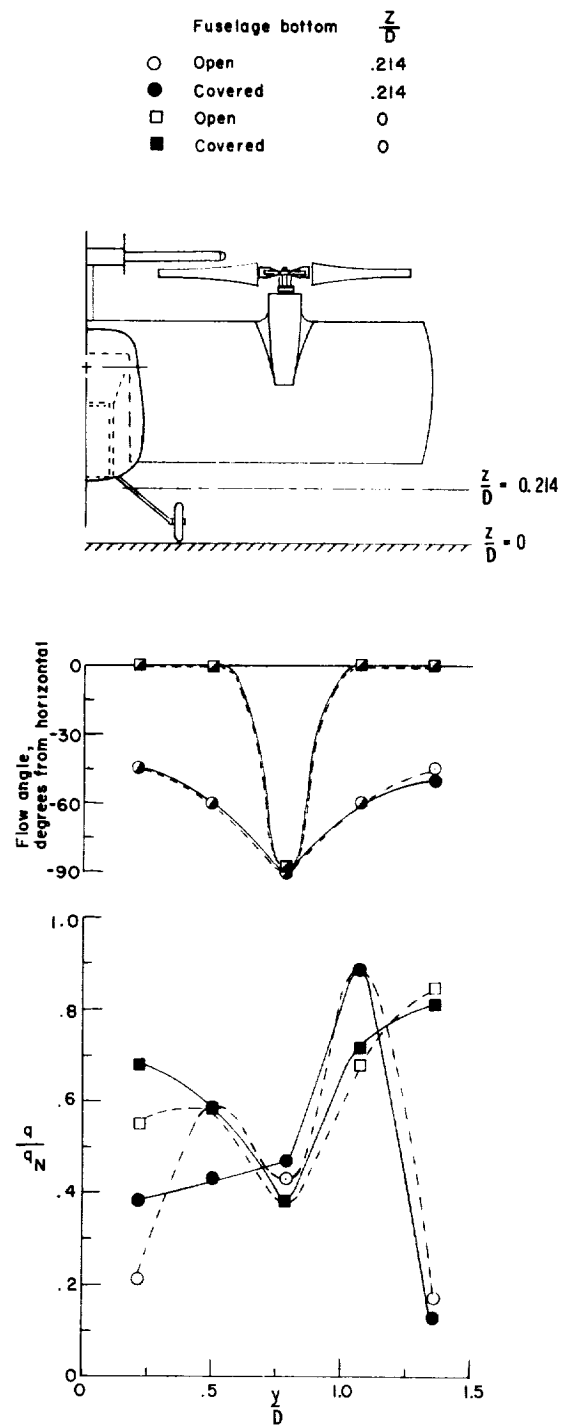 Fuselage bottom Z/D
Open .214
Covered .214
Open 0
Covered 0
Z/D = 0.214
Z/D = 0
Flow angle,
degrees from horizontal
0
-30
-60
-90
1.0
.8
.6
.4
.2
0
q/qN
0 .5 1.0 1.5
y/D